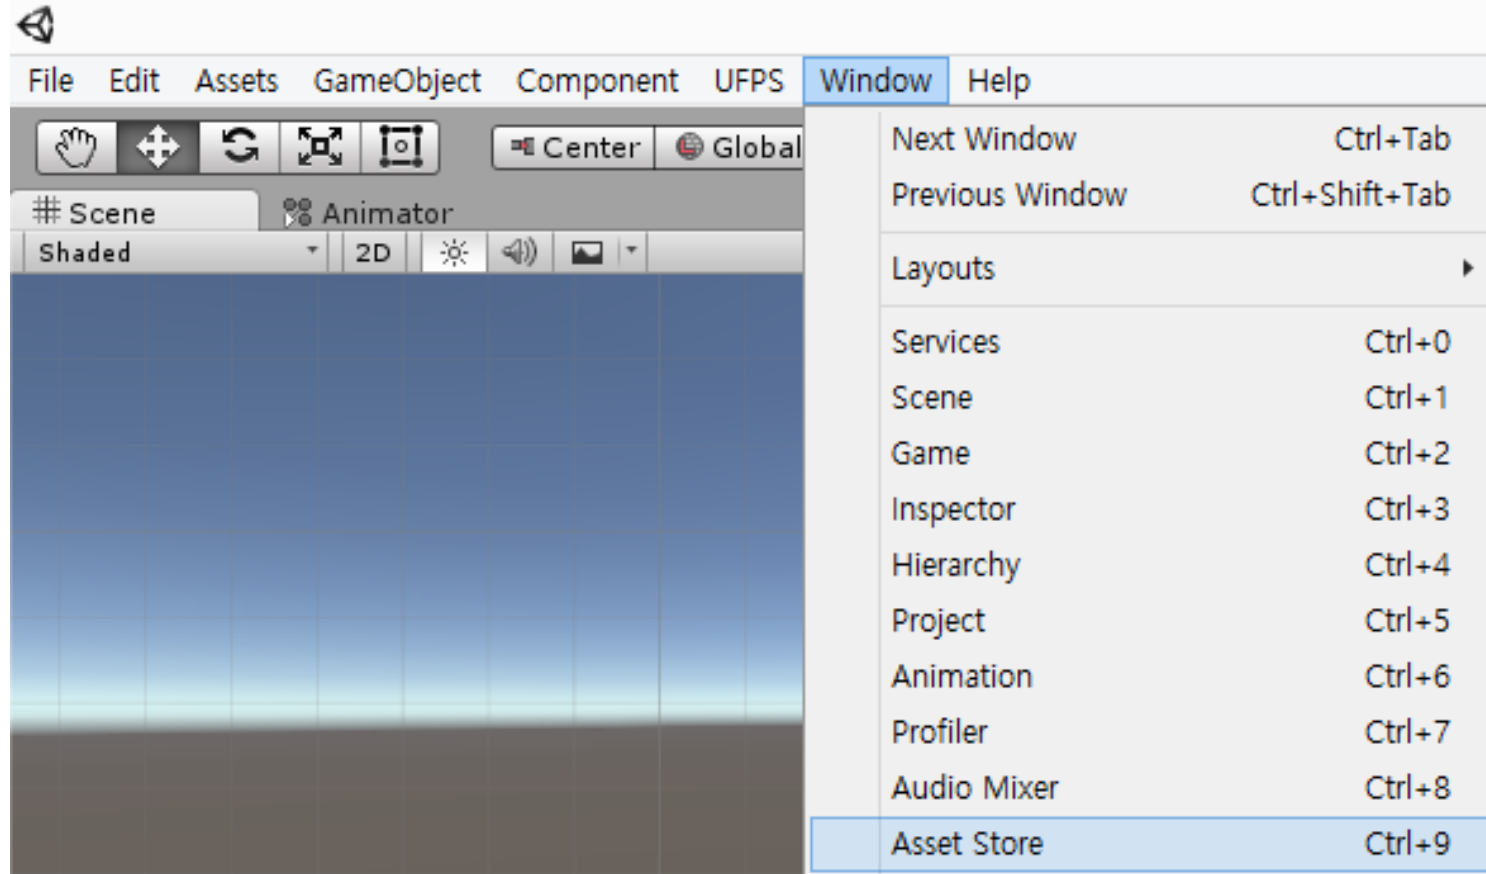 File Edit Assets GameObject Component UFPS Window Help
Center Global
Scene Animator
Shaded 2D
Next Window Ctrl+Tab
Previous Window Ctrl+Shift+Tab
Layouts
Services Ctrl+0
Scene Ctrl+1
Game Ctrl+2
Inspector Ctrl+3
Hierarchy Ctrl+4
Project Ctrl+5
Animation Ctrl+6
Profiler Ctrl+7
Audio Mixer Ctrl+8
Asset Store Ctrl+9